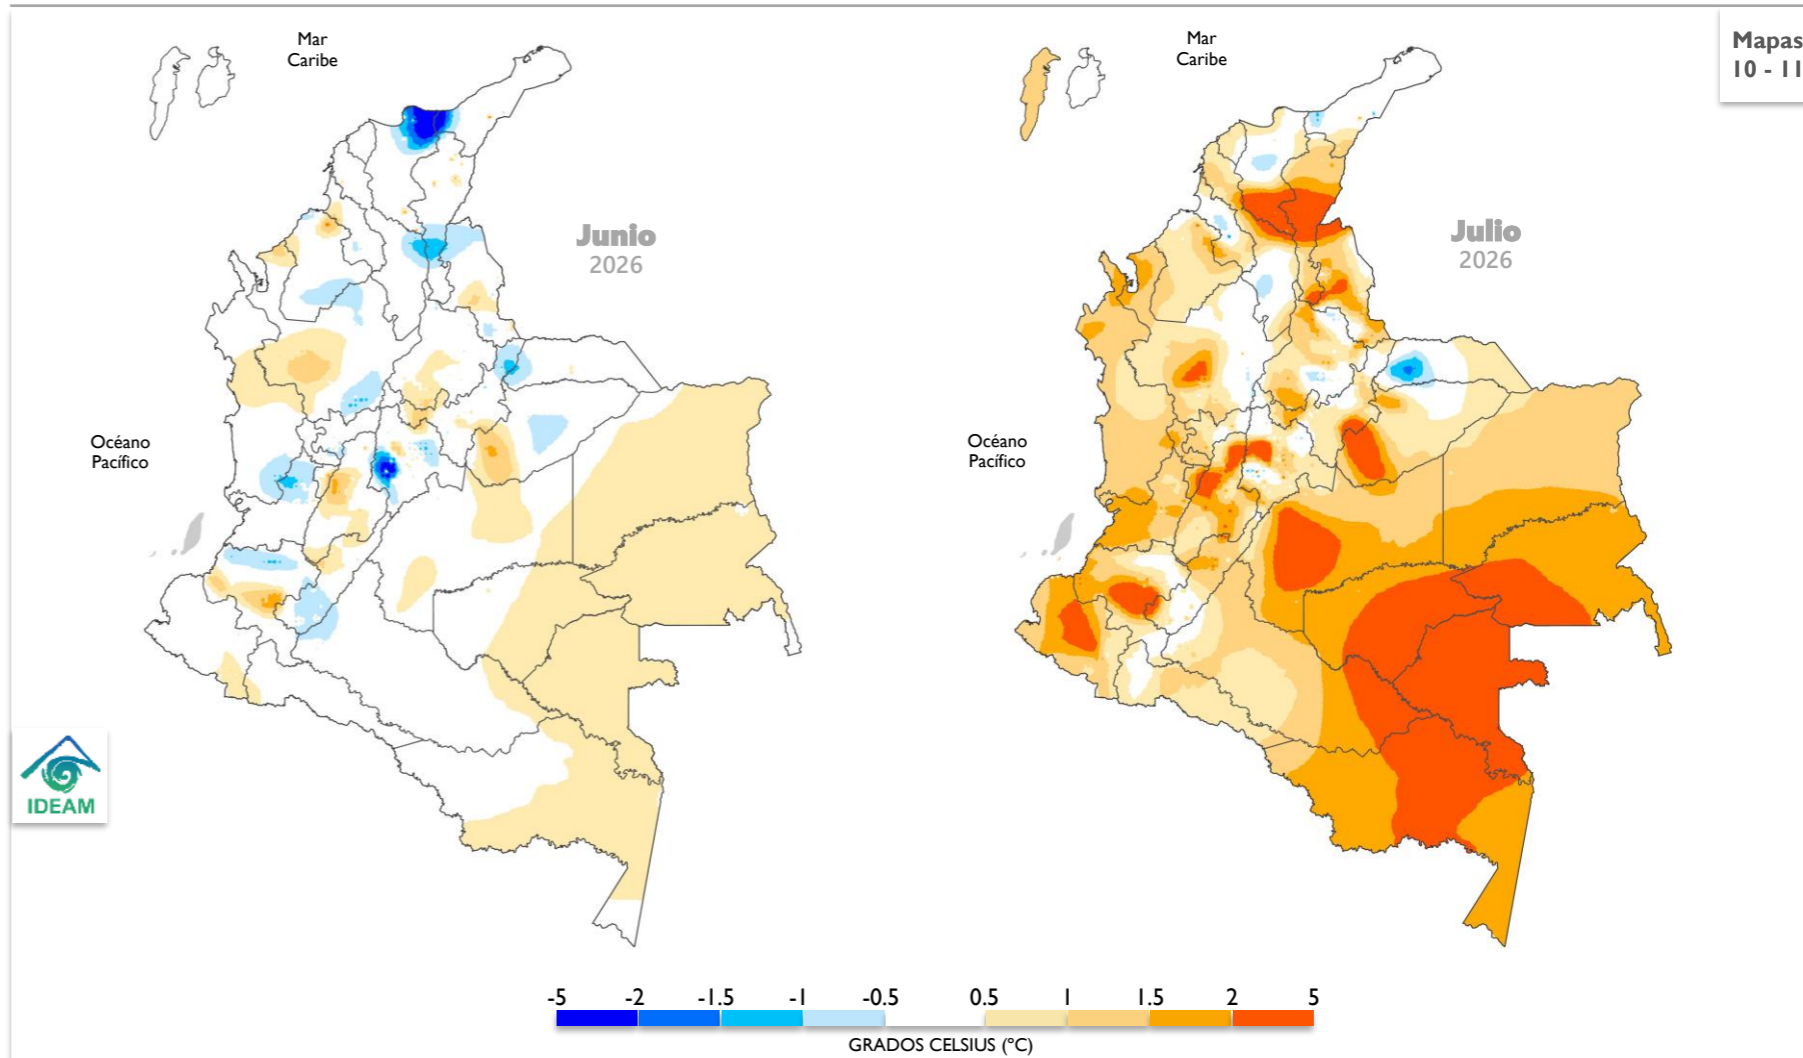 Mar
Caribe
Mar
Caribe
Mapas
10 - 11
Junio
2026
Julio
2026
Océano
Pacífico
Océano
Pacífico
IDEAM
-5 -2 -1.5 -1 -0.5 0.5 1 1.5 2 5
GRADOS CELSIUS (°C)